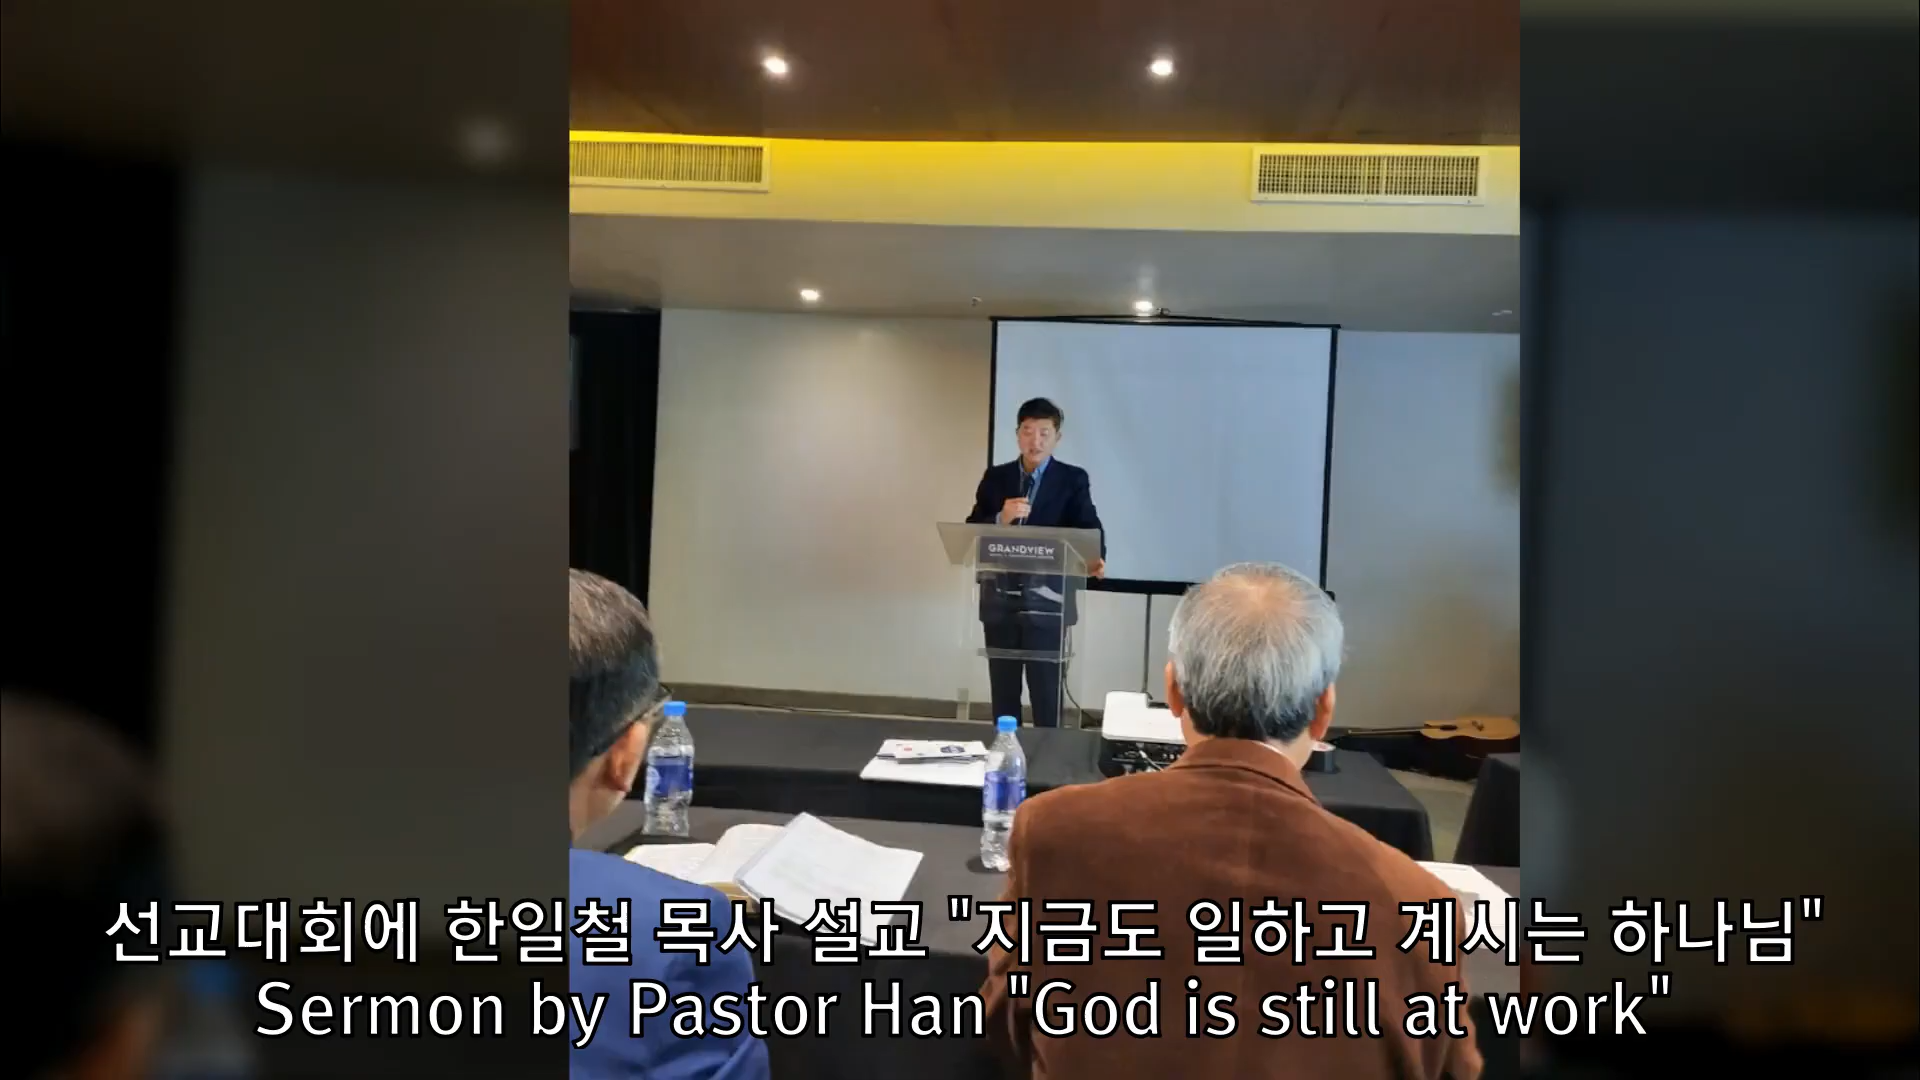 GRANDVIEW
선교대회에 한일철 목사 설교 "지금도 일하고 계시는 하나님"
Sermon by Pastor Han "God is still at work"